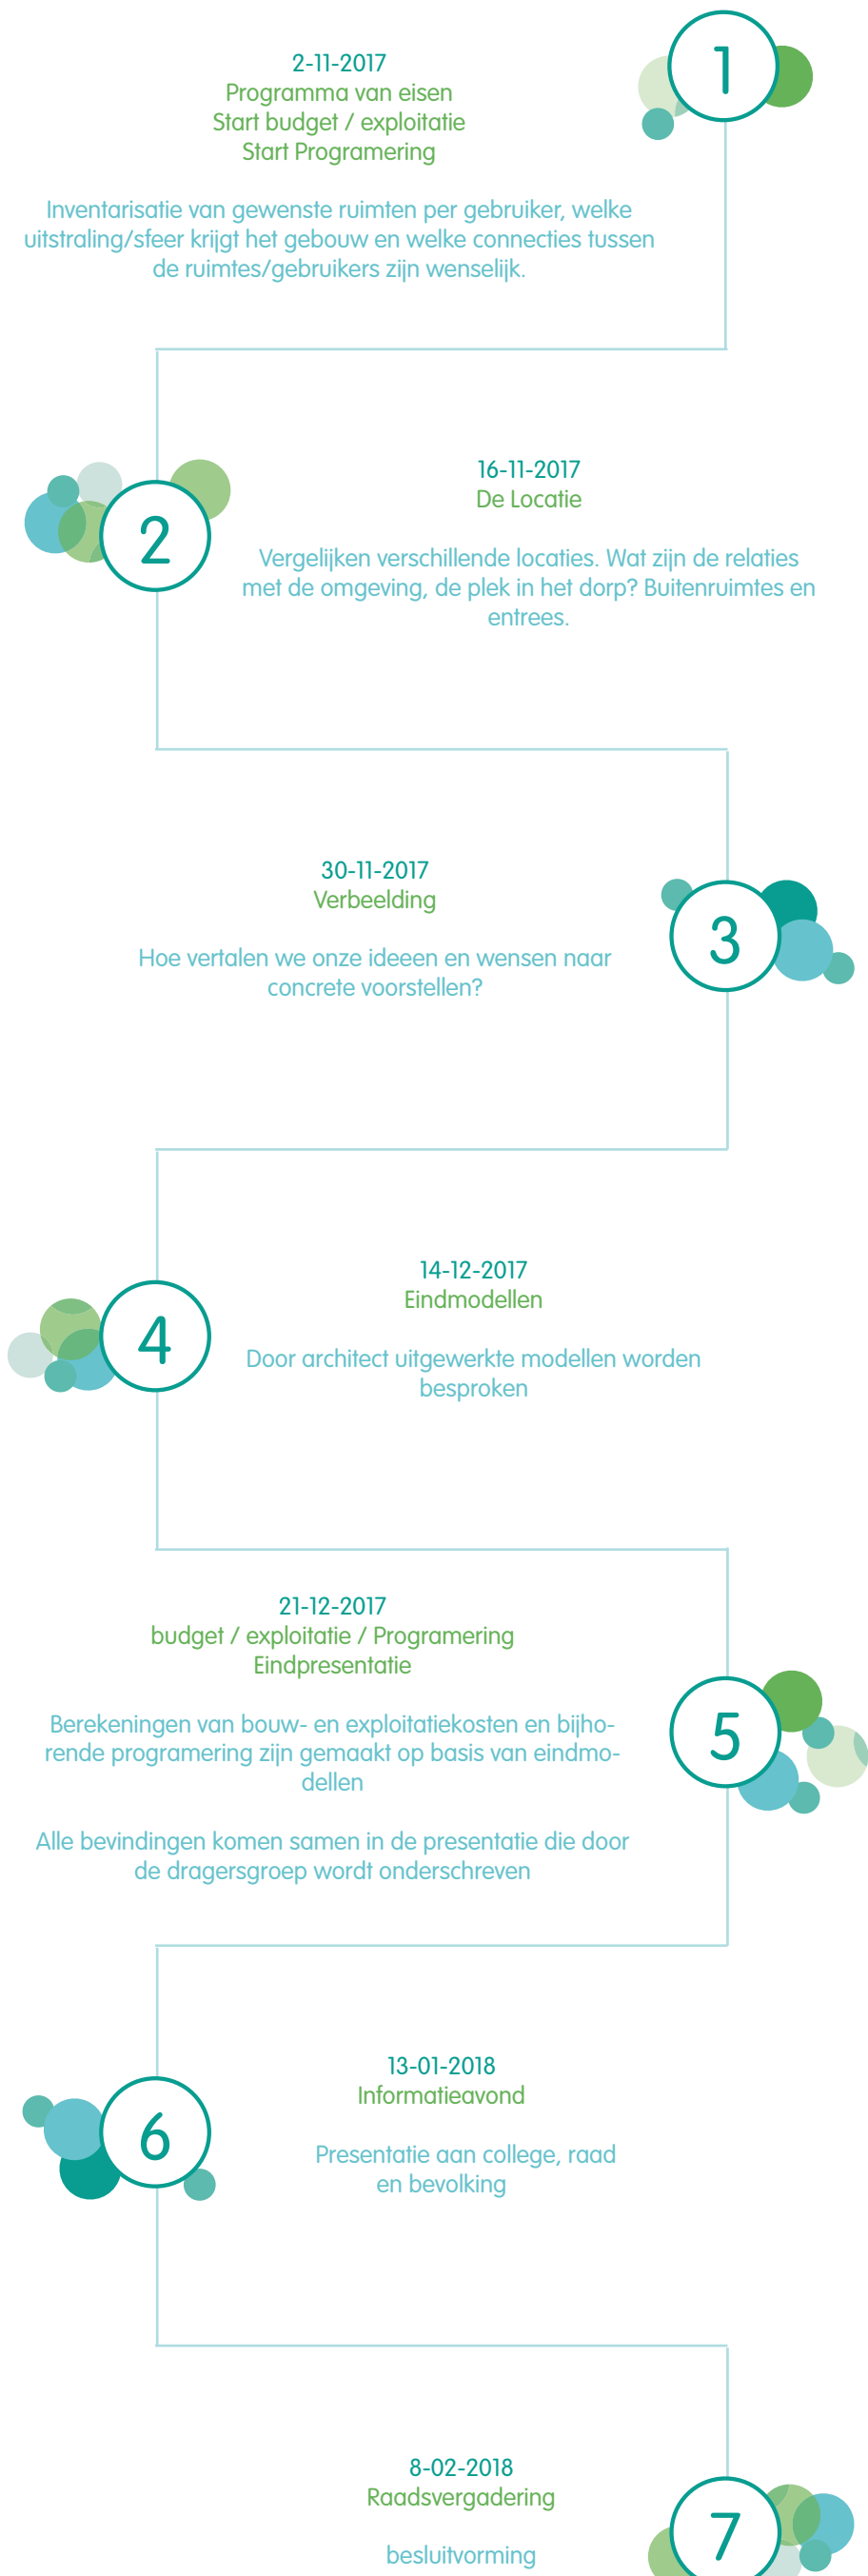 1
2-11-2017
Programma van eisen
Start budget / exploitatie
Start Programering
Inventarisatie van gewenste ruimten per gebruiker, welke
uitstraling/sfeer krijgt het gebouw en welke connecties tussen
de ruimtes/gebruikers zijn wenselijk.
2
16-11-2017
De Locatie
Vergelijken verschillende locaties. Wat zijn de relaties
met de omgeving, de plek in het dorp? Buitenruimtes en
entrees.
3
30-11-2017
Verbeelding
Hoe vertalen we onze ideeen en wensen naar
concrete voorstellen?
4
14-12-2017
Eindmodellen
Door architect uitgewerkte modellen worden
besproken
5
21-12-2017
budget / exploitatie / Programering
Eindpresentatie
Berekeningen van bouw- en exploitatiekosten en bijho-
rende programering zijn gemaakt op basis van eindmo-
dellen
Alle bevindingen komen samen in de presentatie die door
de dragersgroep wordt onderschreven
6
13-01-2018
Informatieavond
Presentatie aan college, raad
en bevolking
7
8-02-2018
Raadsvergadering
besluitvorming